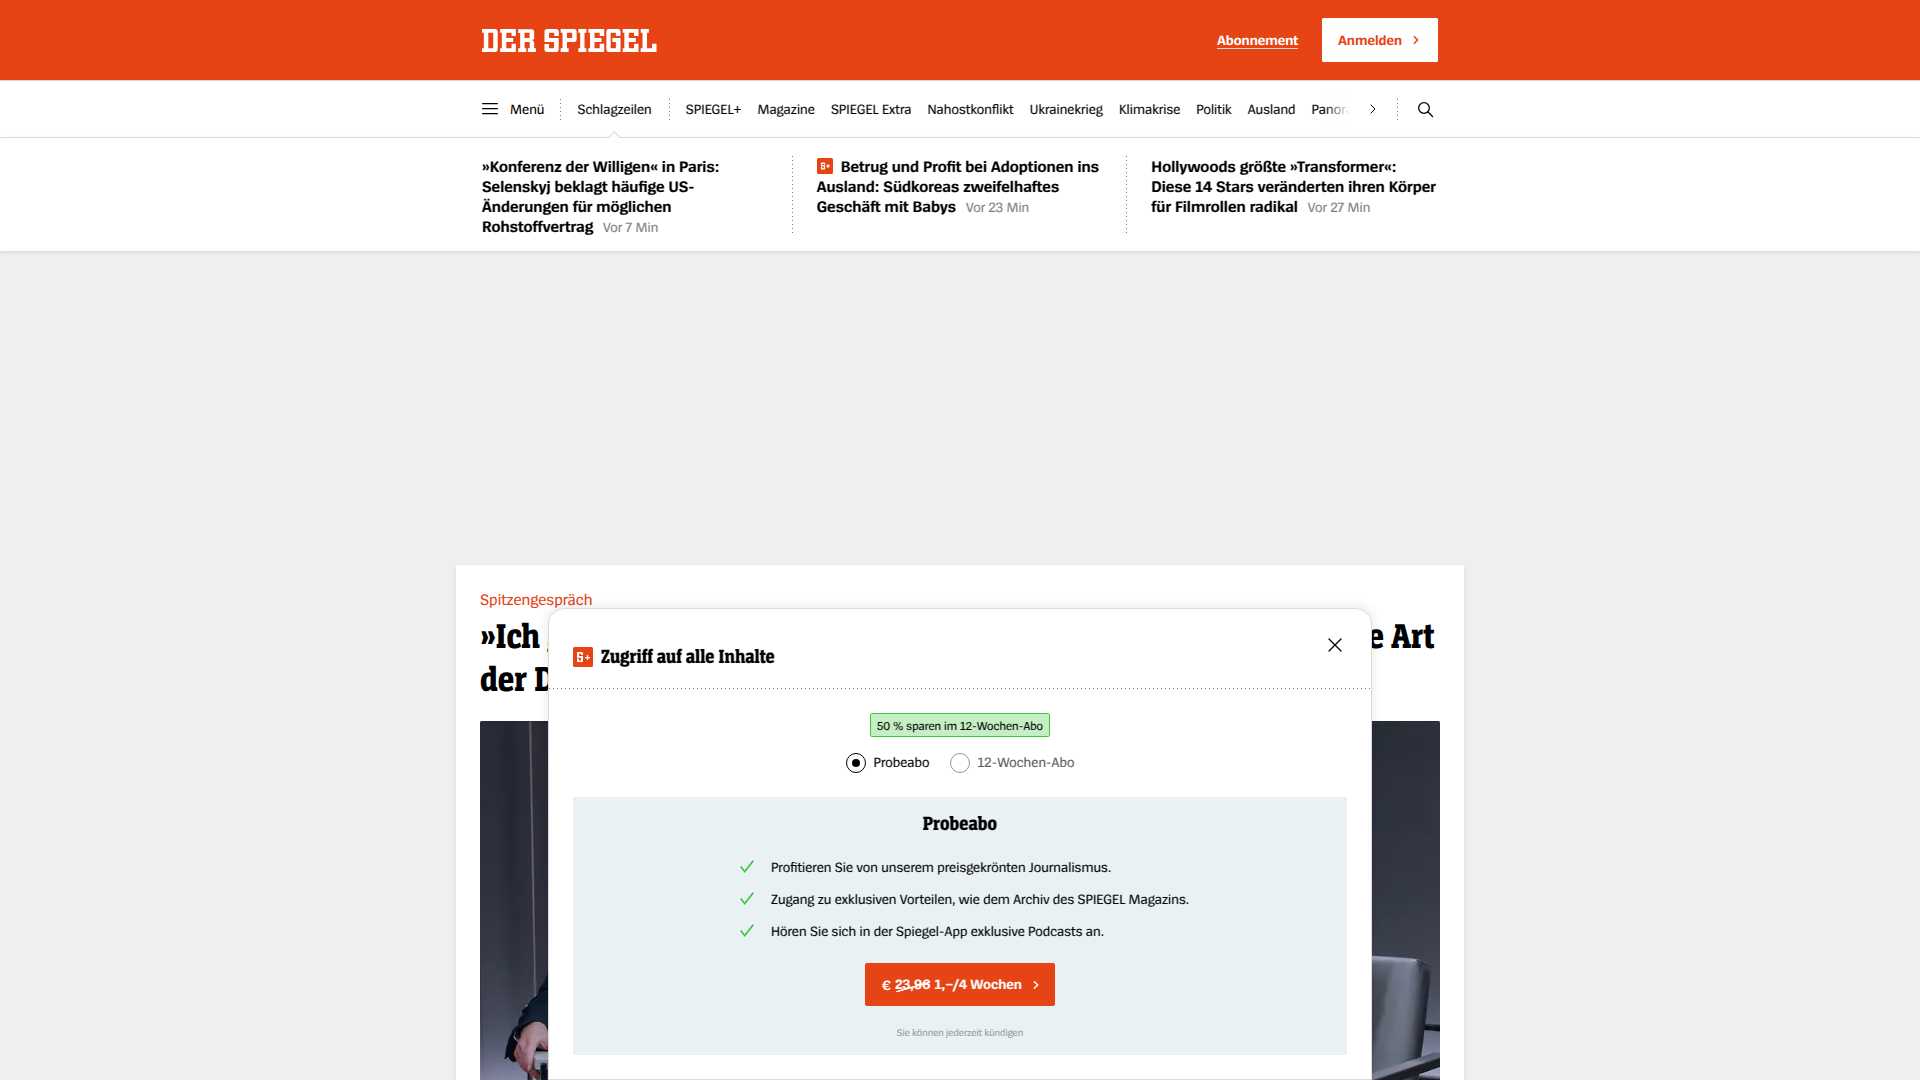 DER SPIEGEL
Abonnement
Anmelden
Menü
Schlagzeilen
SPIEGEL+
Magazine
SPIEGEL Extra
Nahostkonflikt
Ukrainekrieg
Klimakrise
Politik
Ausland
»Konferenz der Willigen« in Paris:
Selenskyj beklagt häufige US-
Änderungen für möglichen
Rohstoffvertrag Vor 7 Min
Betrug und Profit bei Adoptionen ins
Ausland: Südkoreas zweifelhaftes
Geschäft mit Babys Vor 23 Min
Hollywoods größte »Transformer«:
Diese 14 Stars veränderten ihren Körper
für Filmrollen radikal Vor 27 Min
Spitzengespräch
»Ich
Art
der
Zugriff auf alle Inhalte
50 % sparen im 12-Wochen-Abo
Probeabo
12-Wochen-Abo
Probeabo
Profitieren Sie von unserem preisgekrönten Journalismus.
Zugang zu exklusiven Vorteilen, wie dem Archiv des SPIEGEL Magazins.
Hören Sie sich in der Spiegel-App exklusive Podcasts an.
€ 23,96 1,–/4 Wochen
Sie können jederzeit kündigen